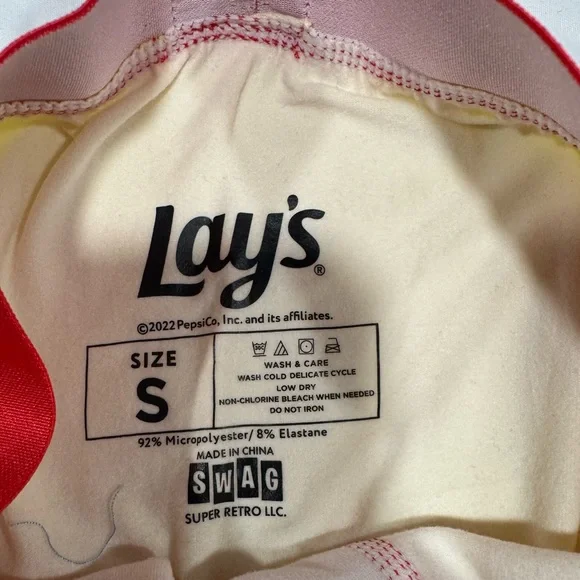 Lay's®
©2022 PepsiCo, Inc. and its affiliates.
SIZE
S
WASH & CARE
WASH COLD DELICATE CYCLE
LOW DRY
NON-CHLORINE BLEACH WHEN NEEDED
DO NOT IRON
92% Micropolyester/ 8% Elastane
MADE IN CHINA
SWAG
SUPER RETRO LLC.